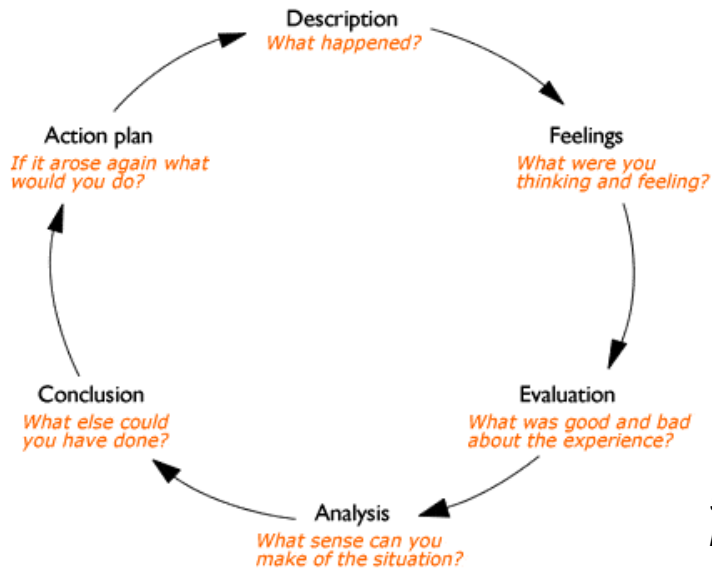 Description
What happened?
Feelings
What were you
thinking and feeling?
Evaluation
What was good and bad
about the experience?
Analysis
What sense can you
make of the situation?
Conclusion
What else could
you have done?
Action plan
If it arose again what
would you do?